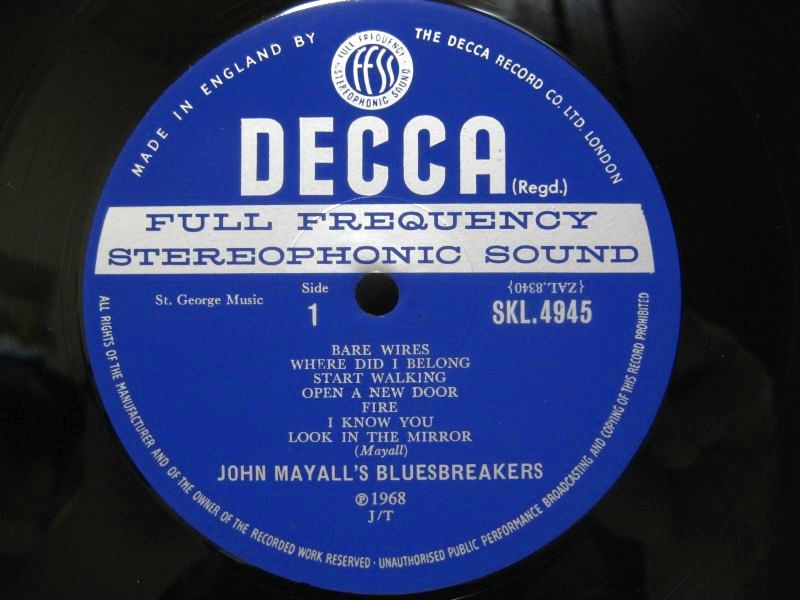 MADE IN ENGLAND BY
THE DECCA RECORD CO. LTD. LONDON
FULL FREQUENCY
STEREOPHONIC SOUND
FFSS
DECCA (Regd.)
FULL FREQUENCY
STEREOPHONIC SOUND
St. George Music
Side
1
{ZAL.8340}
SKL.4945
BARE WIRES
WHERE DID I BELONG
START WALKING
OPEN A NEW DOOR
FIRE
I KNOW YOU
LOOK IN THE MIRROR
(Mayall)
JOHN MAYALL'S BLUESBREAKERS
℗1968
J/T
ALL RIGHTS OF THE MANUFACTURER AND OF THE OWNER OF THE RECORDED WORK RESERVED · UNAUTHORISED PUBLIC PERFORMANCE BROADCASTING AND COPYING OF THIS RECORD PROHIBITED